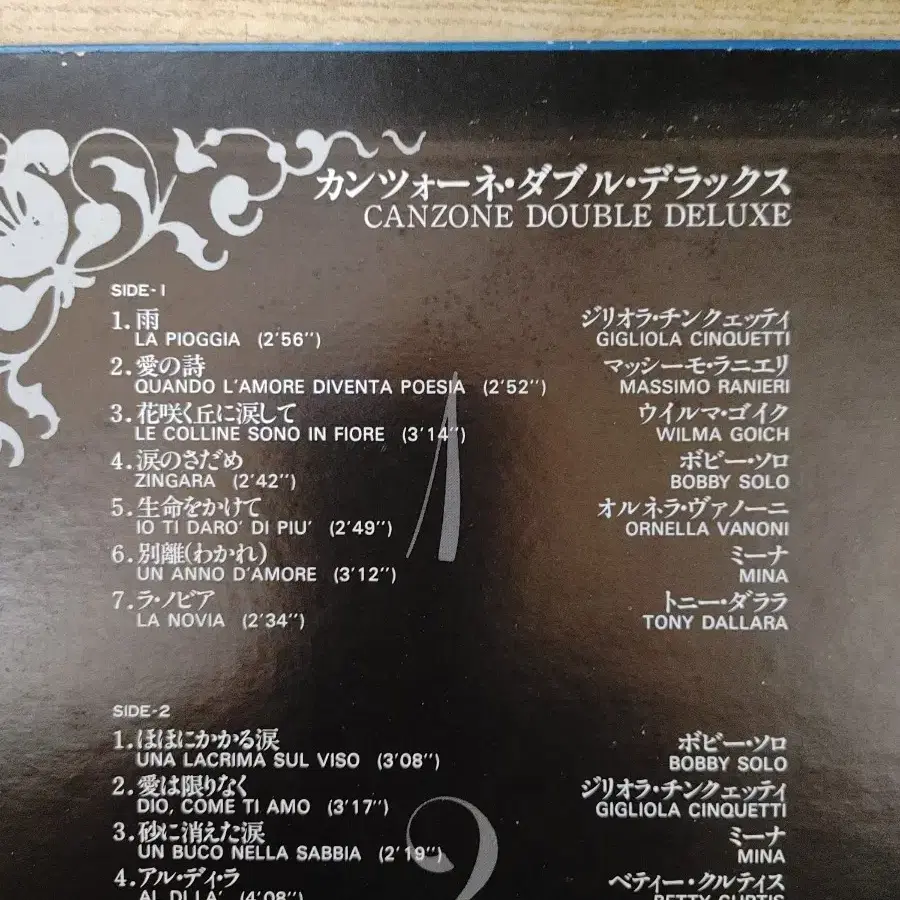 カンツォーネ・ダブル・デラックス
CANZONE DOUBLE DELUXE
SIDE-1
1.雨 ジリオラ・チンクェッティ
LA PIOGGIA (2'56'') GIGLIOLA CINQUETTI
2.愛の詩 マッシーモ・ラニエリ
QUANDO L'AMORE DIVENTA POESIA (2'52'') MASSIMO RANIERI
3.花咲く丘に涙して ウイルマ・ゴイク
LE COLLINE SONO IN FIORE (3'14'') WILMA GOICH
4.涙のさだめ ボビー・ソロ
ZINGARA (2'42'') BOBBY SOLO
5.生命をかけて オルネラ・ヴァノーニ
IO TI DARO' DI PIU' (2'49'') ORNELLA VANONI
6.別離(わかれ) ミーナ
UN ANNO D'AMORE (3'12'') MINA
7.ラ・ノビア トニー・ダララ
LA NOVIA (2'34'') TONY DALLARA
1
SIDE-2
1.ほほにかかる涙 ボビー・ソロ
UNA LACRIMA SUL VISO (3'08'') BOBBY SOLO
2.愛は限りなく ジリオラ・チンクェッティ
DIO, COME TI AMO (3'17'') GIGLIOLA CINQUETTI
3.砂に消えた涙 ミーナ
UN BUCO NELLA SABBIA (2'19'') MINA
4.アル・ディ・ラ ベティー・クルティス
AL DI LA' (4'08'') BETTY CURTIS
2